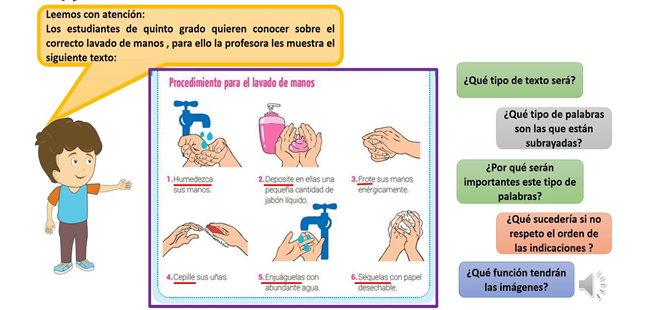 Leemos con atención:
Los estudiantes de quinto grado quieren conocer sobre el
correcto lavado de manos , para ello la profesora les muestra el
siguiente texto:
Procedimiento para el lavado de manos
1.Humedezca
sus manos.
2.Deposite en ellas una
pequeña cantidad de
jabón líquido.
3.Frote sus manos
enérgicamente.
4.Cepille sus uñas.
5.Enjuáguelas con
abundante agua.
6.Séquelas con papel
desechable.
¿Qué tipo de texto será?
¿Qué tipo de palabras
son las que están
subrayadas?
¿Por qué serán
importantes este tipo de
palabras?
¿Qué sucedería si no
respeto el orden de
las indicaciones ?
¿Qué función tendrán
las imágenes?